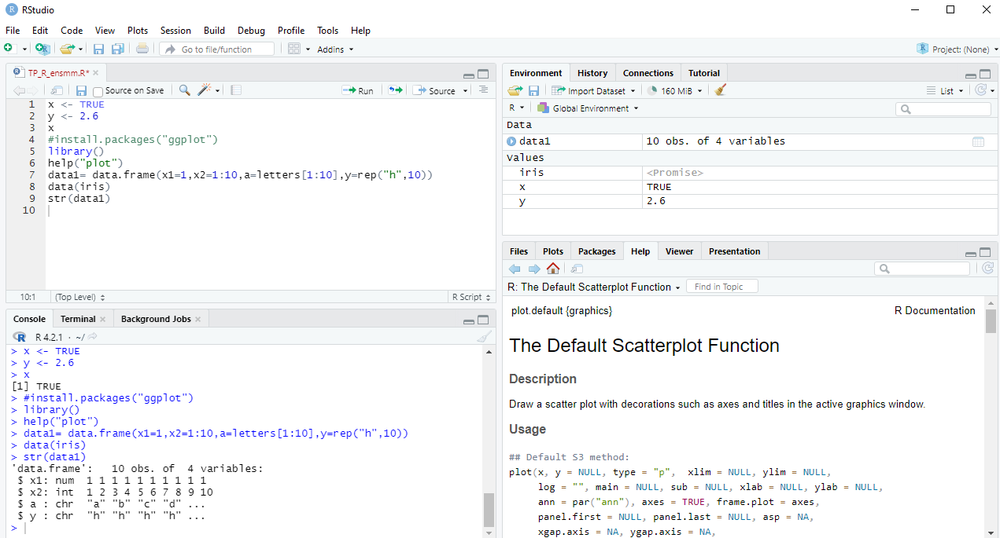 RStudio
File Edit Code View Plots Session Build Debug Profile Tools Help
Go to file/function
Addins
Project: (None)
TP_R_ensmm.R*
Source on Save
Run
Source
1 x <- TRUE
2 y <- 2.6
3 x
4 #install.packages("ggplot")
5 library()
6 help("plot")
7 data1= data.frame(x1=1,x2=1:10,a=letters[1:10],y=rep("h",10))
8 data(iris)
9 str(data1)
10
10:1 (Top Level) R Script
Console Terminal Background Jobs
R 4.2.1 · ~/
> x <- TRUE
> y <- 2.6
> x
[1] TRUE
> #install.packages("ggplot")
> library()
> help("plot")
> data1= data.frame(x1=1,x2=1:10,a=letters[1:10],y=rep("h",10))
> data(iris)
> str(data1)
'data.frame': 10 obs. of 4 variables:
$ x1: num 1 1 1 1 1 1 1 1 1 1
$ x2: int 1 2 3 4 5 6 7 8 9 10
$ a : chr "a" "b" "c" "d" ...
$ y : chr "h" "h" "h" "h" ...
>
Environment History Connections Tutorial
Import Dataset 160 MiB List
R Global Environment
Data
data1 10 obs. of 4 variables
Values
iris <Promise>
x TRUE
y 2.6
Files Plots Packages Help Viewer Presentation
R: The Default Scatterplot Function Find in Topic
plot.default {graphics} R Documentation
The Default Scatterplot Function
Description
Draw a scatter plot with decorations such as axes and titles in the active graphics window.
Usage
## Default S3 method:
plot(x, y = NULL, type = "p", xlim = NULL, ylim = NULL,
log = "", main = NULL, sub = NULL, xlab = NULL, ylab = NULL,
ann = par("ann"), axes = TRUE, frame.plot = axes,
panel.first = NULL, panel.last = NULL, asp = NA,
xgap.axis = NA, ygap.axis = NA,